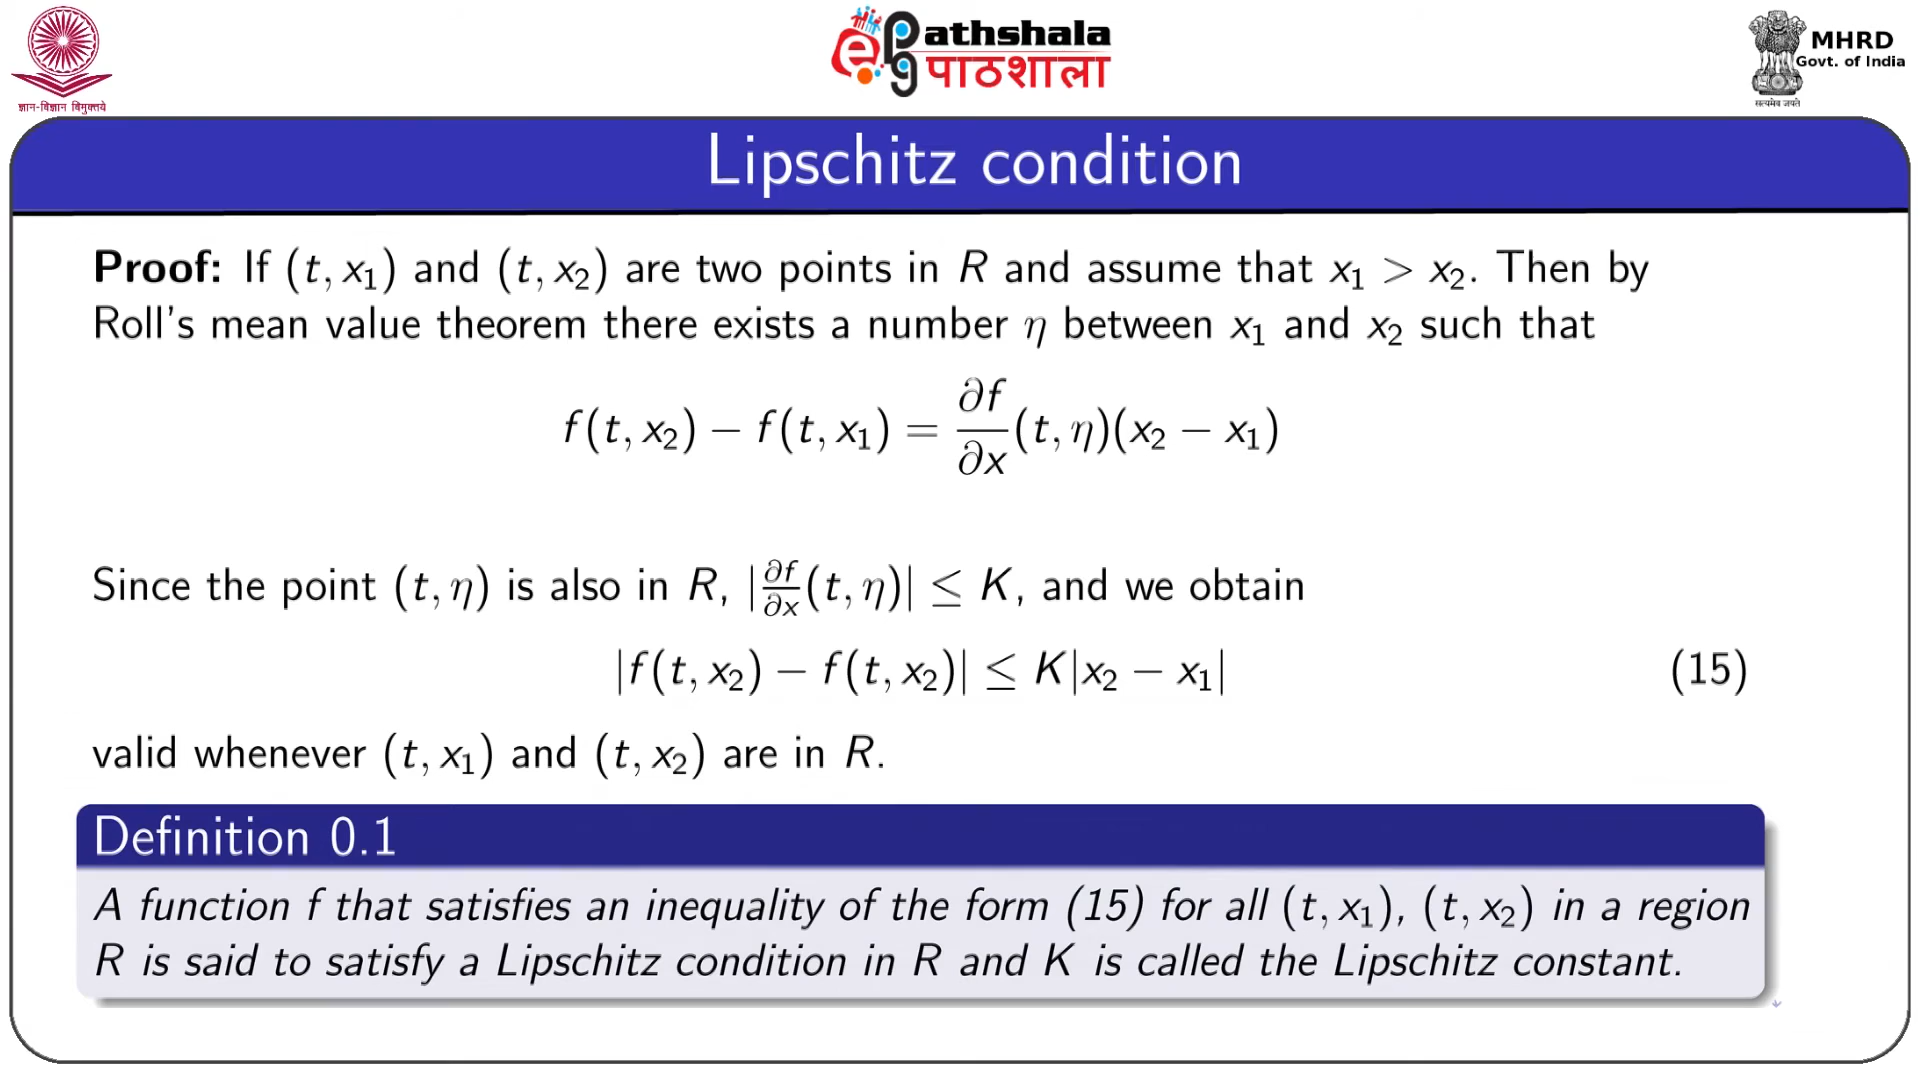 ज्ञान-विज्ञान विमुक्तये
ePG Pathshala
पाठशाला
MHRD
Govt. of India
सत्यमेव जयते
Lipschitz condition
Proof: If (t, x₁) and (t, x₂) are two points in R and assume that x₁ > x₂. Then by
Roll's mean value theorem there exists a number η between x₁ and x₂ such that
f(t, x₂) − f(t, x₁) = ∂f/∂x (t, η)(x₂ − x₁)
Since the point (t, η) is also in R, |∂f/∂x (t, η)| ≤ K, and we obtain
|f(t, x₂) − f(t, x₂)| ≤ K|x₂ − x₁| (15)
valid whenever (t, x₁) and (t, x₂) are in R.
Definition 0.1
A function f that satisfies an inequality of the form (15) for all (t, x₁), (t, x₂) in a region
R is said to satisfy a Lipschitz condition in R and K is called the Lipschitz constant.